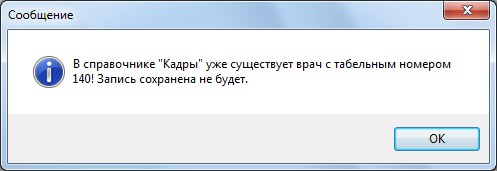 Сообщение
В справочнике "Кадры" уже существует врач с табельным номером
140! Запись сохранена не будет.
OK